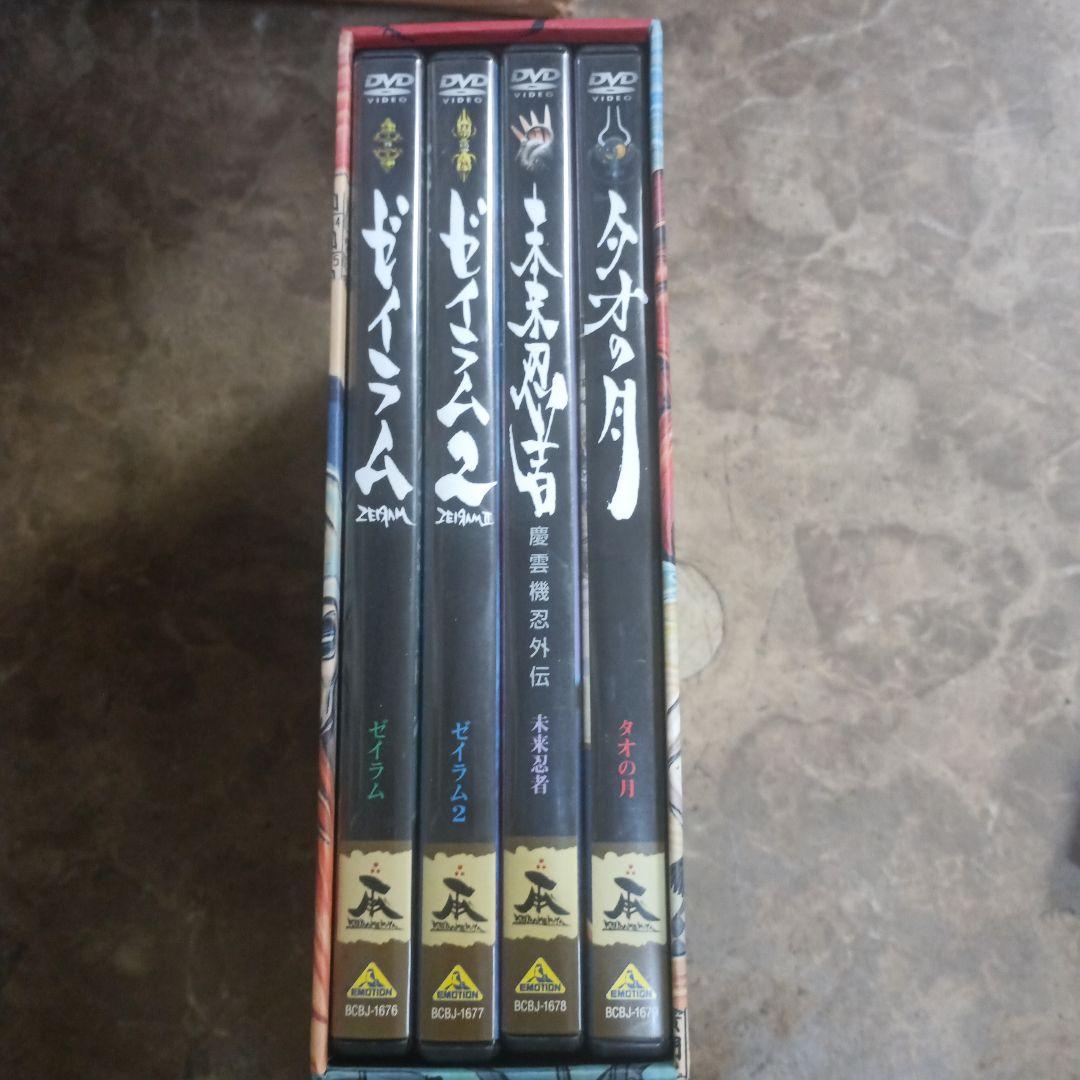 DVD
VIDEO
ゼイラム
ZEIRAM
ゼイラム
EMOTION
BCBJ-1676
DVD
VIDEO
ゼイラム2
ZEIRAM II
ゼイラム2
EMOTION
BCBJ-1677
DVD
VIDEO
未来忍者
慶雲機忍外伝
未来忍者
EMOTION
BCBJ-1678
DVD
VIDEO
タオの月
タオの月
EMOTION
BCBJ-1679